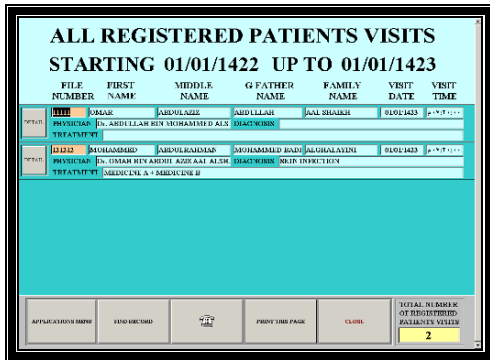 ALL REGISTERED PATIENTS VISITS
STARTING 01/01/1422 UP TO 01/01/1423
FILE NUMBER FIRST NAME MIDDLE NAME G FATHER NAME FAMILY NAME VISIT DATE VISIT TIME
DETAIL 11111 OMAR ABDULAZIZ ABDULLAH AAL SHAIKH 01/01/1423
PHYSICIAN Dr. ABDULLAH BIN MOHAMMED ALS DIAGNOSIS
TREATMENT
DETAIL 121212 MOHAMMED ABDULRAHMAN MOHAMMED HADI ALGHALAYINI 01/01/1423
PHYSICIAN Dr. OMAR BIN ABDUL AZIZ AAL ALSH. DIAGNOSIS SKIN INFECTION
TREATMENT MEDICINE A + MEDICINE B
APPLICATIONS MENU FIND RECORD PRINT THIS PAGE CLOSE
TOTAL NUMBER OF REGISTERED PATIENTS VISITS
2